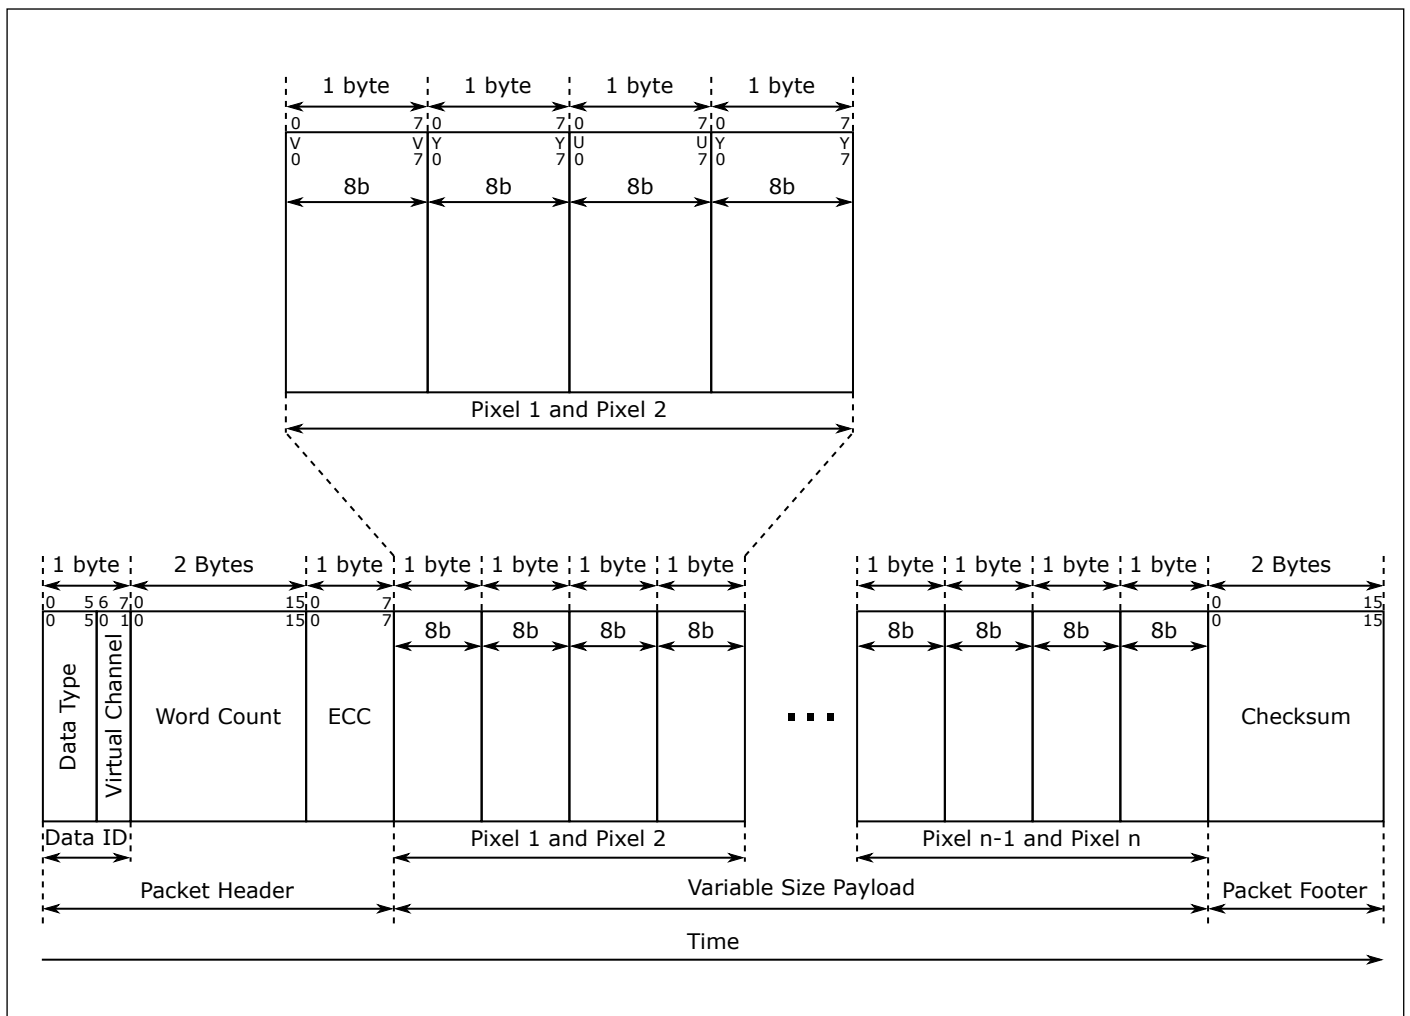 1 byte 1 byte 1 byte 1 byte
0 7 0 7 0 7 0 7
V V Y Y U U Y Y
0 7 0 7 0 7 0 7
8b 8b 8b 8b
Pixel 1 and Pixel 2
1 byte 2 Bytes 1 byte 1 byte 1 byte 1 byte 1 byte 1 byte 1 byte 1 byte 1 byte 2 Bytes
0 5 6 7 0 15 0 7 0 15
0 5 0 1 0 15 0 7 0 15
8b 8b 8b 8b 8b 8b 8b 8b
Data Type Virtual Channel Word Count ECC ... Checksum
Data ID Pixel 1 and Pixel 2 Pixel n-1 and Pixel n
Packet Header Variable Size Payload Packet Footer
Time